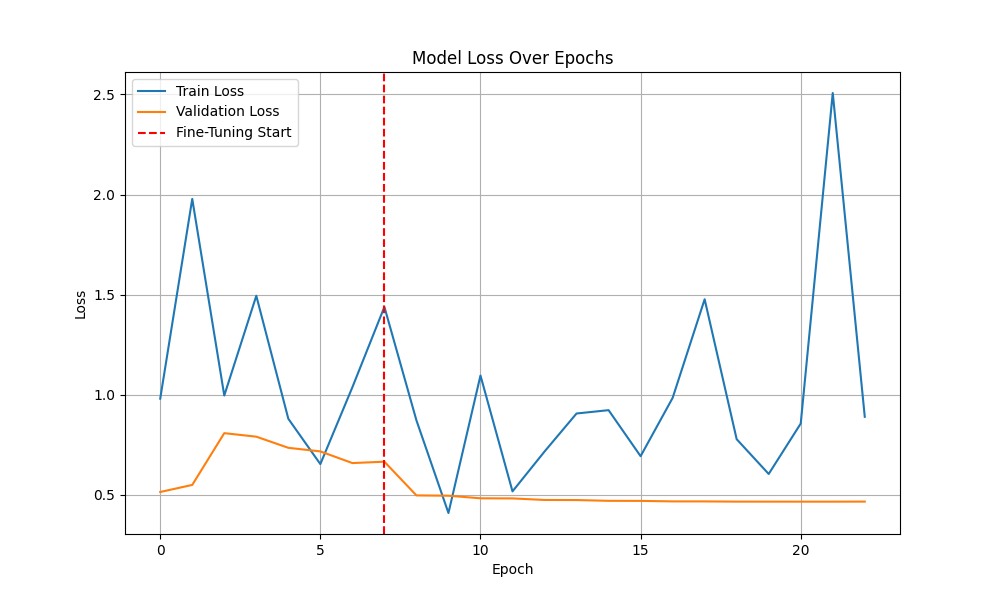 Model Loss Over Epochs
Train Loss
Validation Loss
Fine-Tuning Start
2.5
2.0
1.5
1.0
0.5
Loss
0 5 10 15 20
Epoch